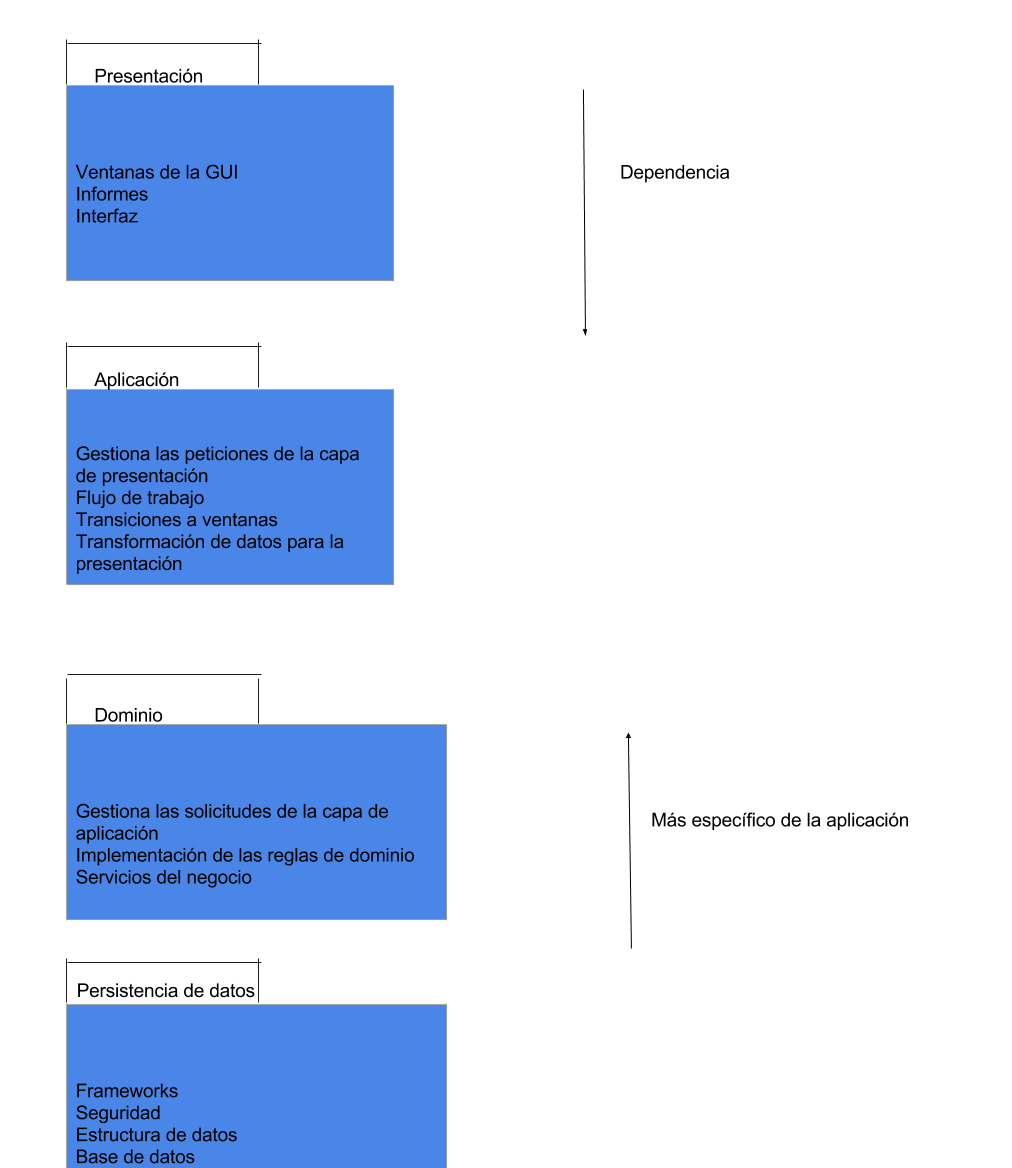 Presentación
Ventanas de la GUI
Informes
Interfaz
Dependencia
Aplicación
Gestiona las peticiones de la capa
de presentación
Flujo de trabajo
Transiciones a ventanas
Transformación de datos para la
presentación
Dominio
Gestiona las solicitudes de la capa de
aplicación
Implementación de las reglas de dominio
Servicios del negocio
Más específico de la aplicación
Persistencia de datos
Frameworks
Seguridad
Estructura de datos
Base de datos